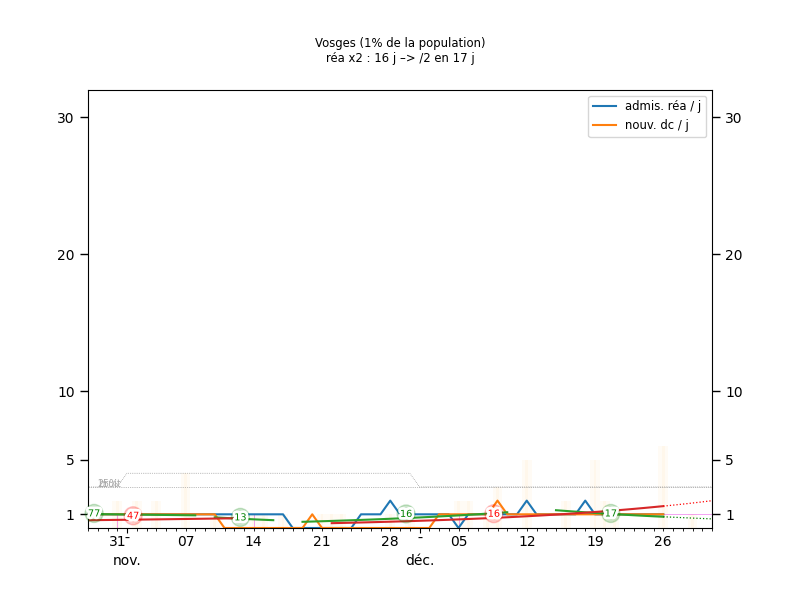 Vosges (1% de la population)
réa x2 : 16 j –> /2 en 17 j
admis. réa / j
nouv. dc / j
30 30
20 20
10 10
5 5
1 1
77 47 13 16 16 17
31 07 14 21 28 05 12 19 26
nov. déc.